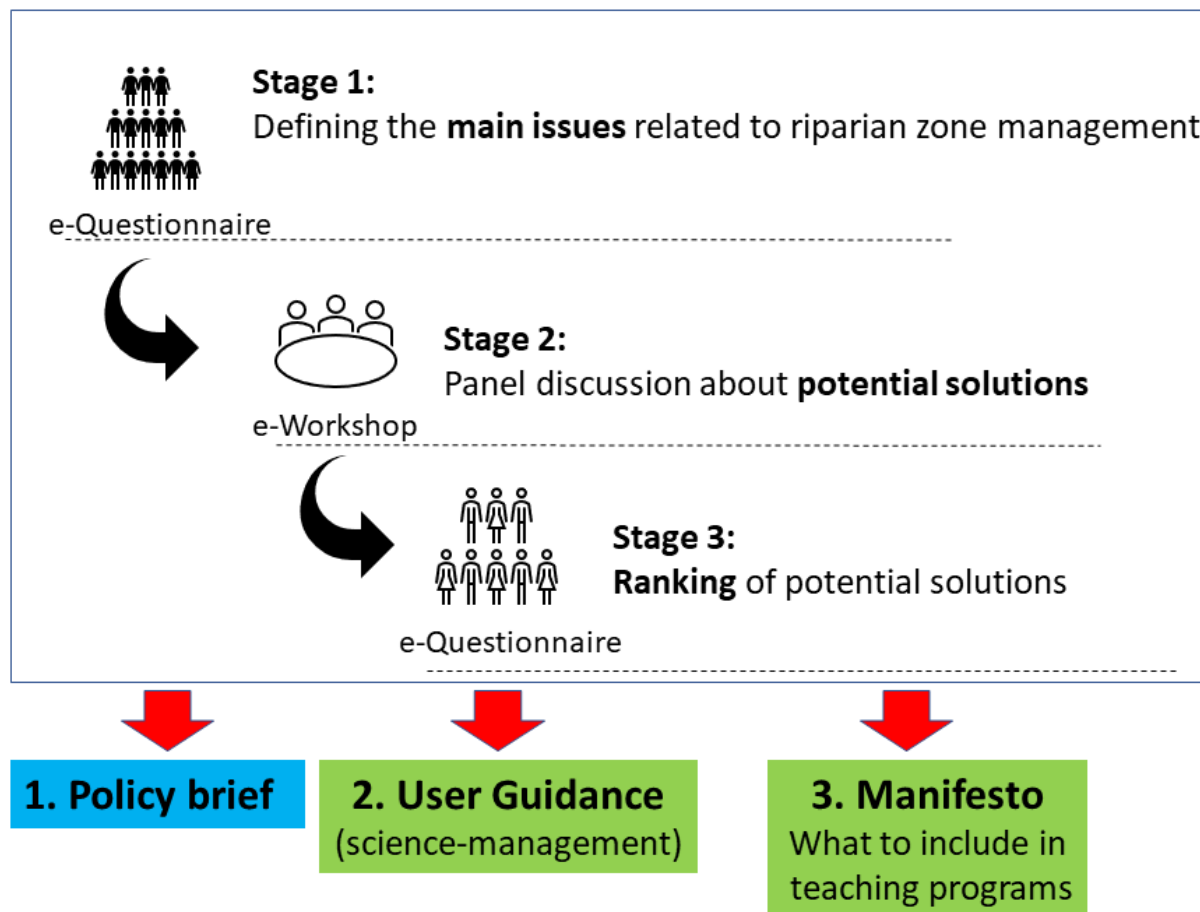 Stage 1:
Defining the main issues related to riparian zone management
e-Questionnaire
Stage 2:
Panel discussion about potential solutions
e-Workshop
Stage 3:
Ranking of potential solutions
e-Questionnaire
1. Policy brief
2. User Guidance
(science-management)
3. Manifesto
What to include in
teaching programs